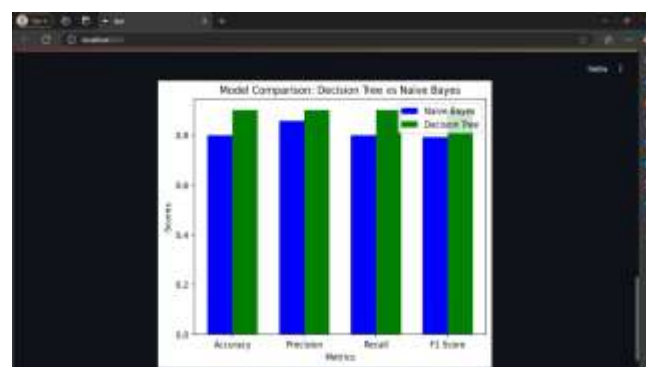 localhost
Model Comparison: Decision Tree vs Naive Bayes
Naive Bayes
Decision Tree
0.8
0.6
0.4
0.2
0.0
Scores
Accuracy Precision Recall F1 Score
Metrics